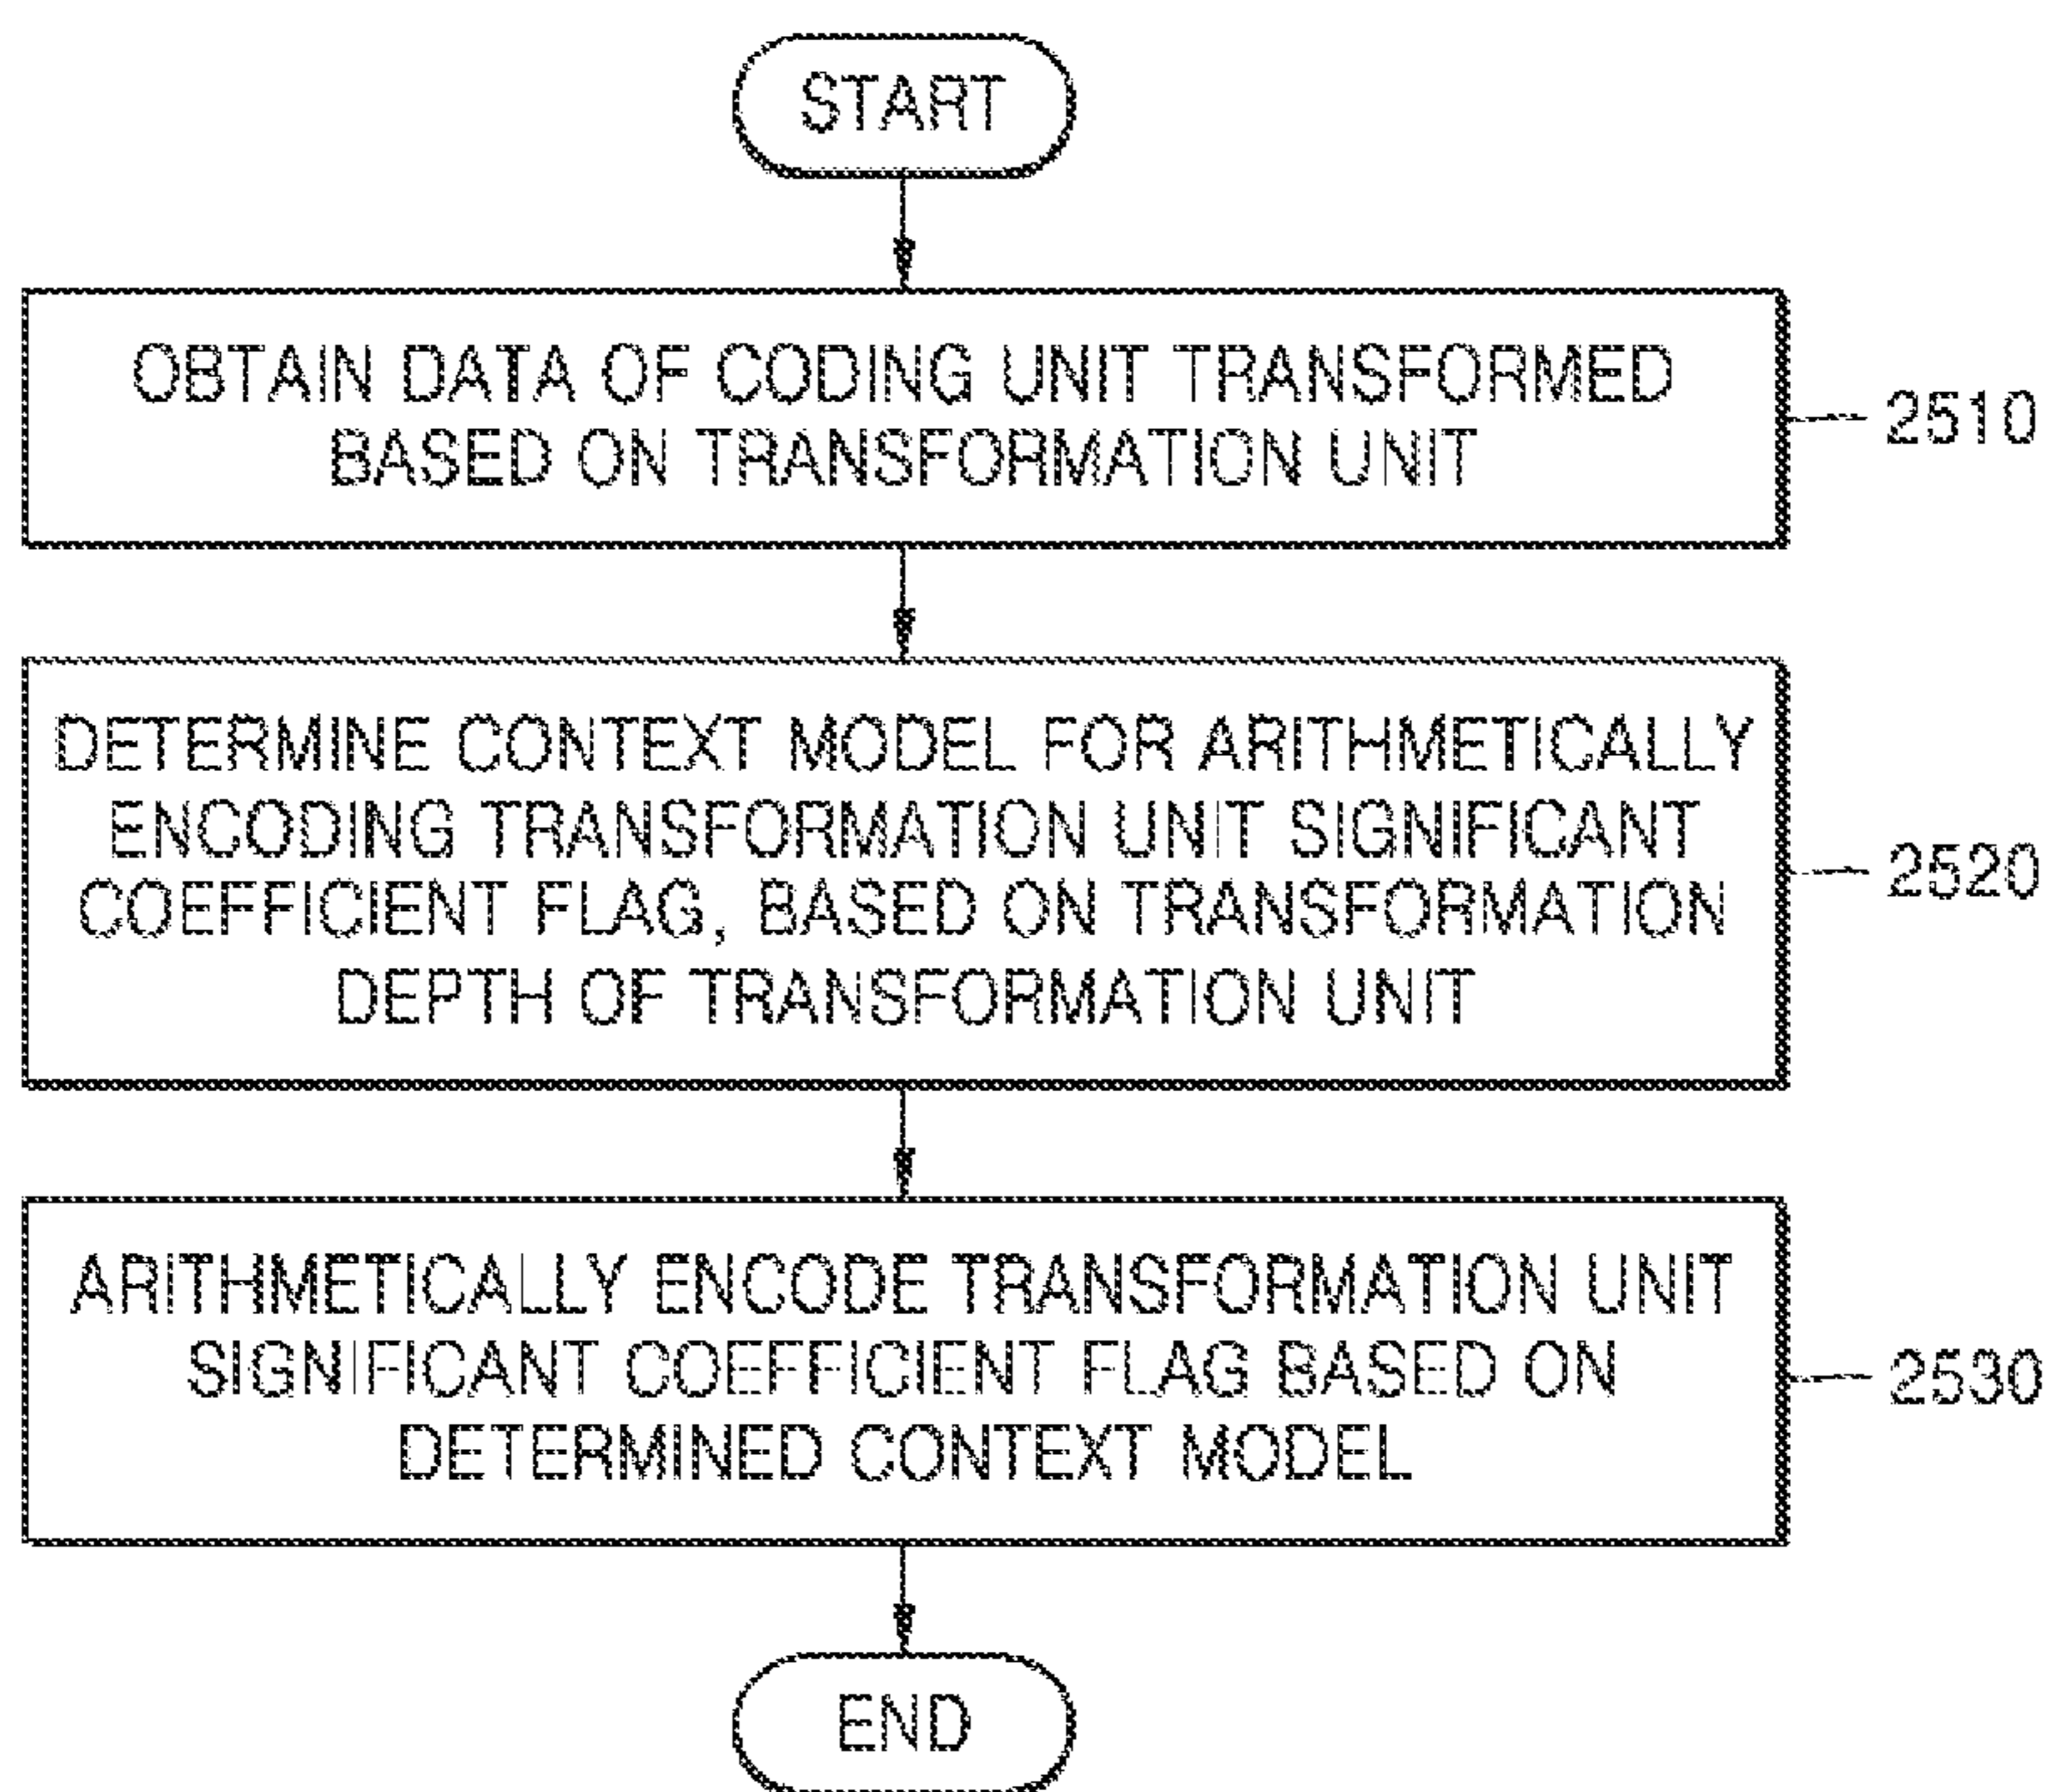 START
OBTAIN DATA OF CODING UNIT TRANSFORMED
BASED ON TRANSFORMATION UNIT
2510
DETERMINE CONTEXT MODEL FOR ARITHMETICALLY
ENCODING TRANSFORMATION UNIT SIGNIFICANT
COEFFICIENT FLAG, BASED ON TRANSFORMATION
DEPTH OF TRANSFORMATION UNIT
2520
ARITHMETICALLY ENCODE TRANSFORMATION UNIT
SIGNIFICANT COEFFICIENT FLAG BASED ON
DETERMINED CONTEXT MODEL
2530
END